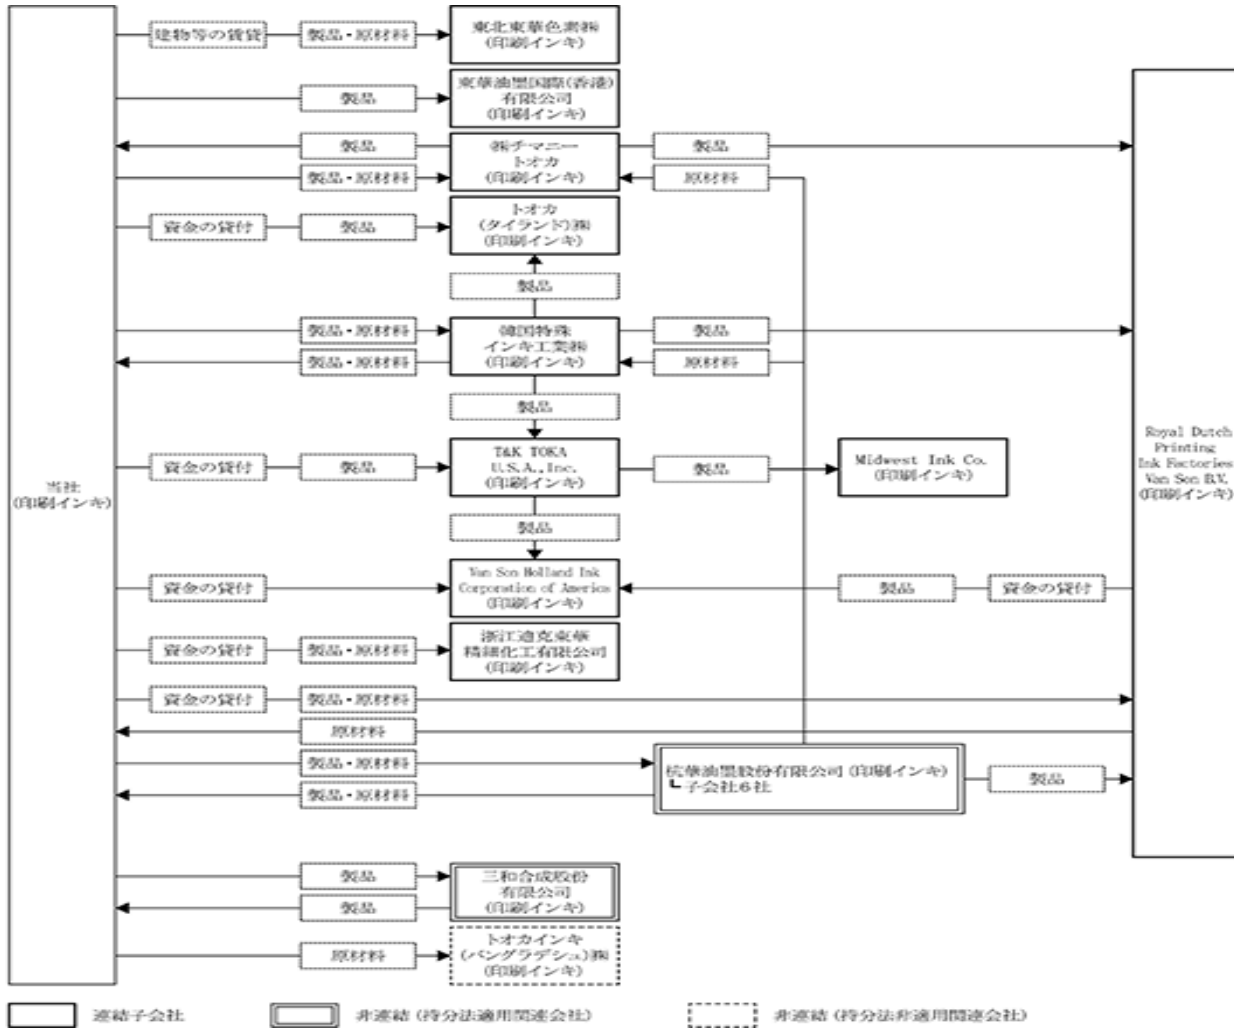 建物等の賃貸
製品・原材料
東北東華色素㈱
(印刷インキ)
製品
東華油墨国際(香港)
有限公司
(印刷インキ)
製品
㈱チマニー
トオカ
(印刷インキ)
製品
製品・原材料
原材料
資金の貸付
製品
トオカ
(タイランド)㈱
(印刷インキ)
製品
製品・原材料
韓国特殊
インキ工業㈱
(印刷インキ)
製品
製品・原材料
原材料
製品
資金の貸付
製品
T&K TOKA
U.S.A.,Inc.
(印刷インキ)
製品
Midwest Ink Co.
(印刷インキ)
当社
(印刷インキ)
Royal Dutch
Printing
Ink Factories
Van Son B.V.
(印刷インキ)
製品
資金の貸付
Van Son Holland Ink
Corporation of America
(印刷インキ)
製品
資金の貸付
資金の貸付
製品・原材料
浙江迪克東華
精細化工有限公司
(印刷インキ)
資金の貸付
製品・原材料
原材料
製品・原材料
杭華油墨股份有限公司(印刷インキ)
┗子会社6社
製品
製品・原材料
製品
三和合成股份
有限公司
(印刷インキ)
製品
原材料
トオカインキ
(バングラデシュ)㈱
(印刷インキ)
連結子会社
非連結(持分法適用関連会社)
非連結(持分法非適用関連会社)